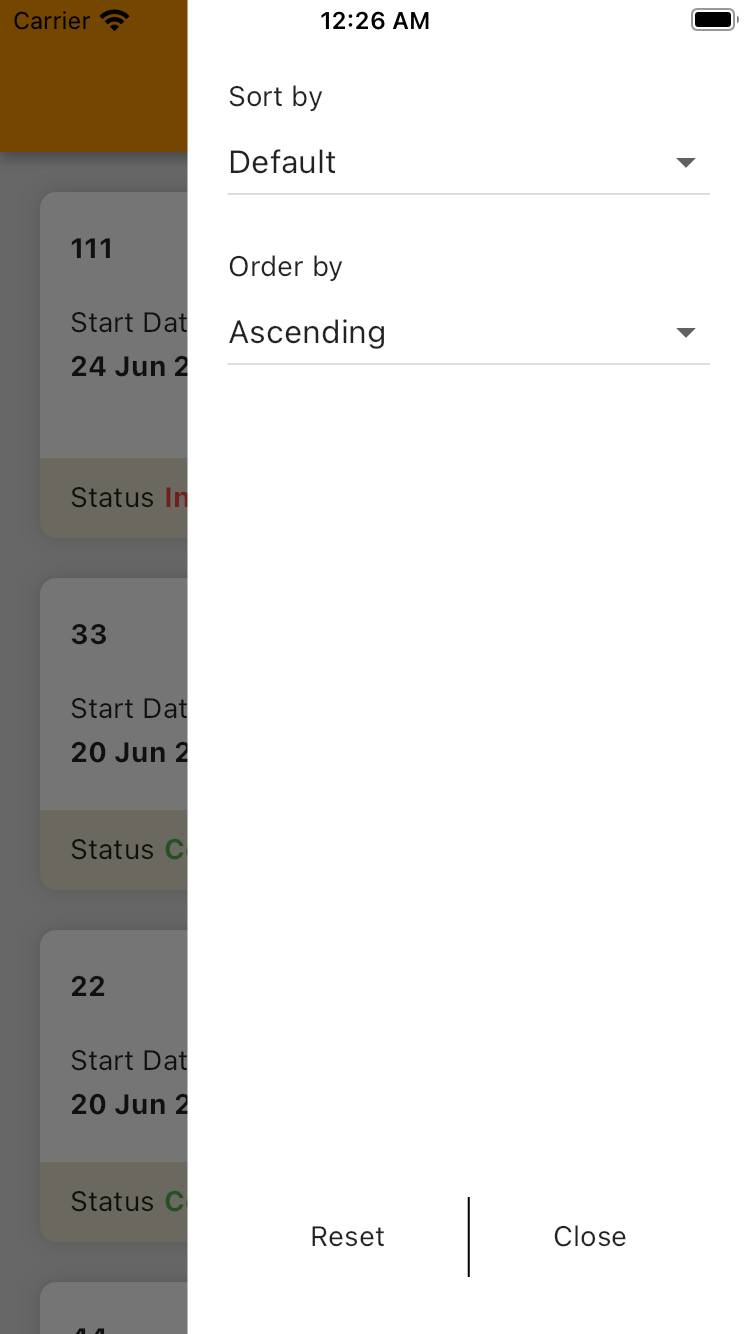 Carrier 12:26 AM
Sort by
Default
Order by
Ascending
111
Start Dat
24 Jun 2
Status In
33
Start Dat
20 Jun 2
Status C
22
Start Dat
20 Jun 2
Status C
44
Reset
Close